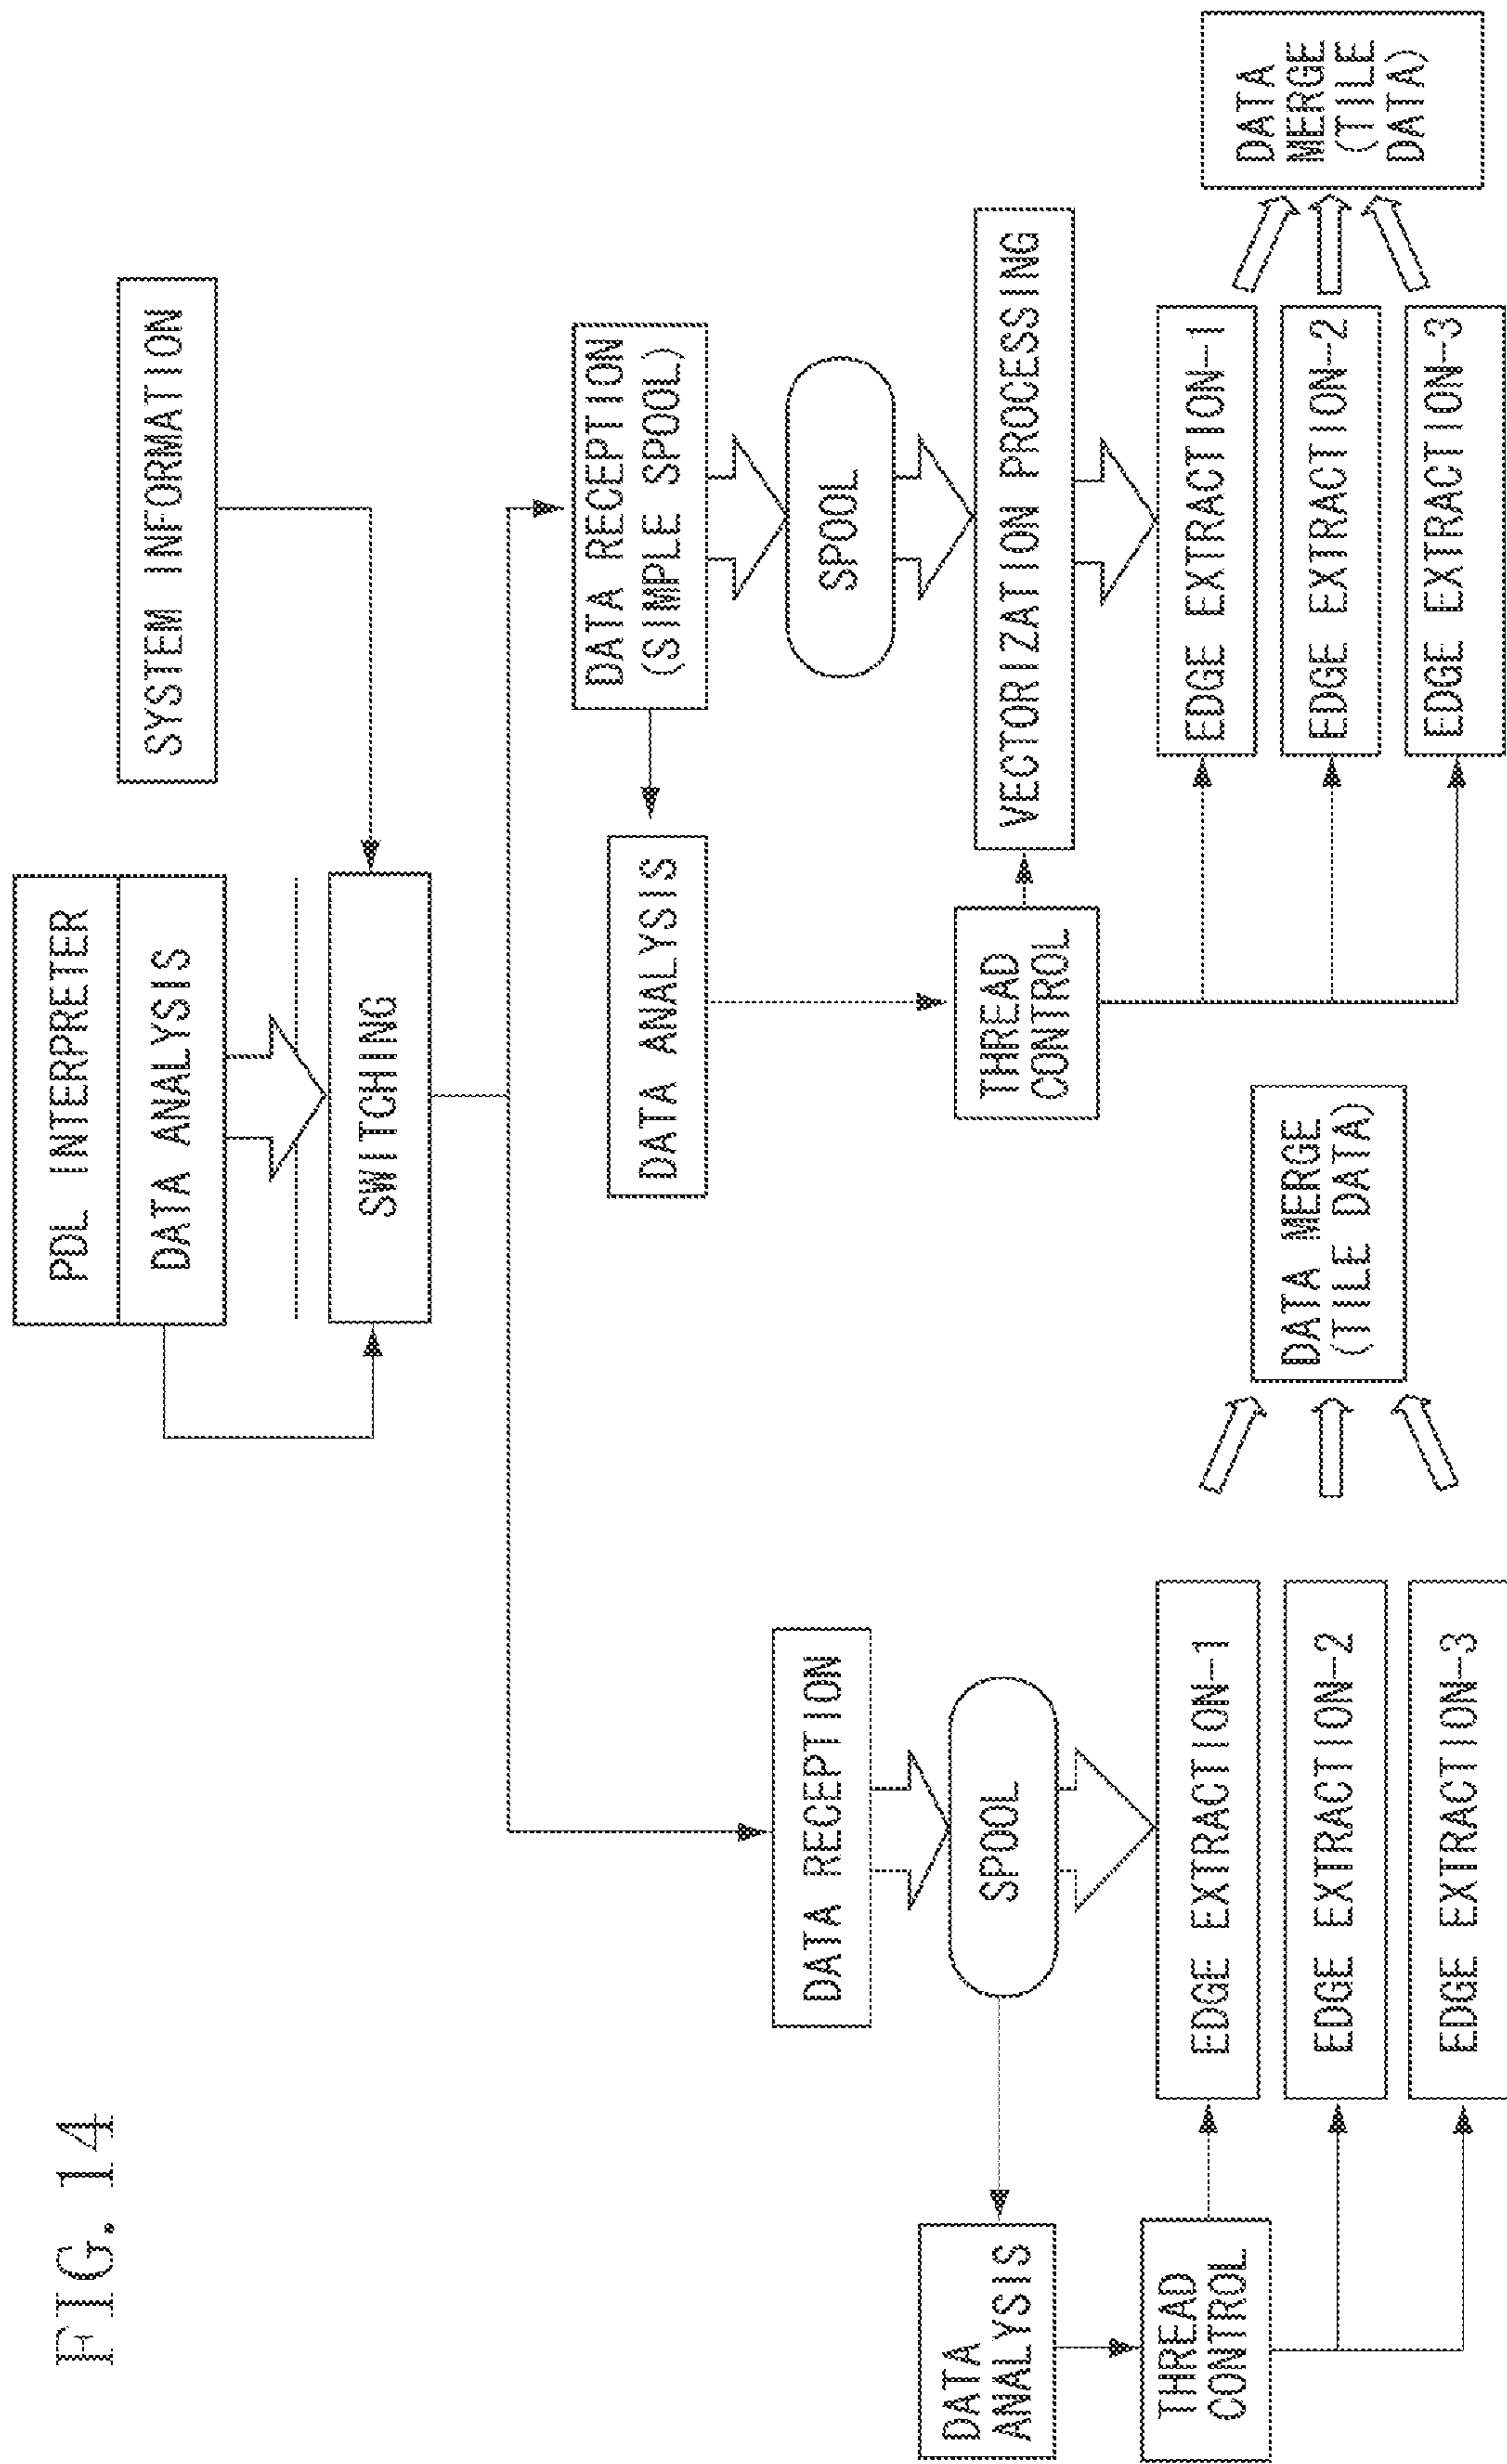 FIG. 14
PDL INTERPRETER
DATA ANALYSIS
SYSTEM INFORMATION
SWITCHING
DATA RECEPTION
SPOOL
DATA
ANALYSIS
THREAD
CONTROL
EDGE EXTRACTION-1
EDGE EXTRACTION-2
EDGE EXTRACTION-3
DATA MERGE
(TILE DATA)
DATA RECEPTION
(SIMPLE SPOOL)
DATA ANALYSIS
SPOOL
THREAD
CONTROL
VECTORIZATION PROCESSING
EDGE EXTRACTION-1
EDGE EXTRACTION-2
EDGE EXTRACTION-3
DATA
MERGE
(TILE
DATA)